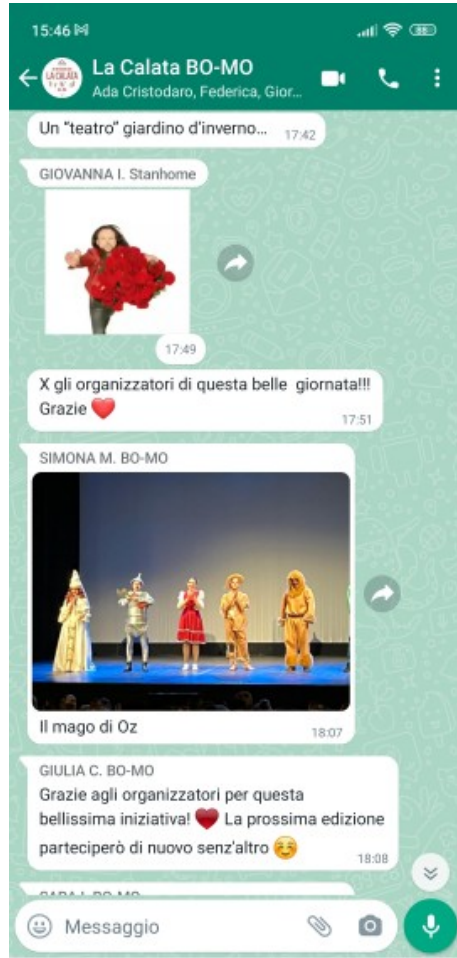 15:46
88
La Calata BO-MO
Ada Cristodaro, Federica, Gior...
LA CALATA
Un “teatro” giardino d'inverno... 17:42
GIOVANNA I. Stanhome
17:49
X gli organizzatori di questa belle giornata!!!
Grazie ❤️
17:51
SIMONA M. BO-MO
Il mago di Oz
18:07
GIULIA C. BO-MO
Grazie agli organizzatori per questa
bellissima iniziativa! ❤️ La prossima edizione
parteciperò di nuovo senz'altro ☺️
18:08
Messaggio